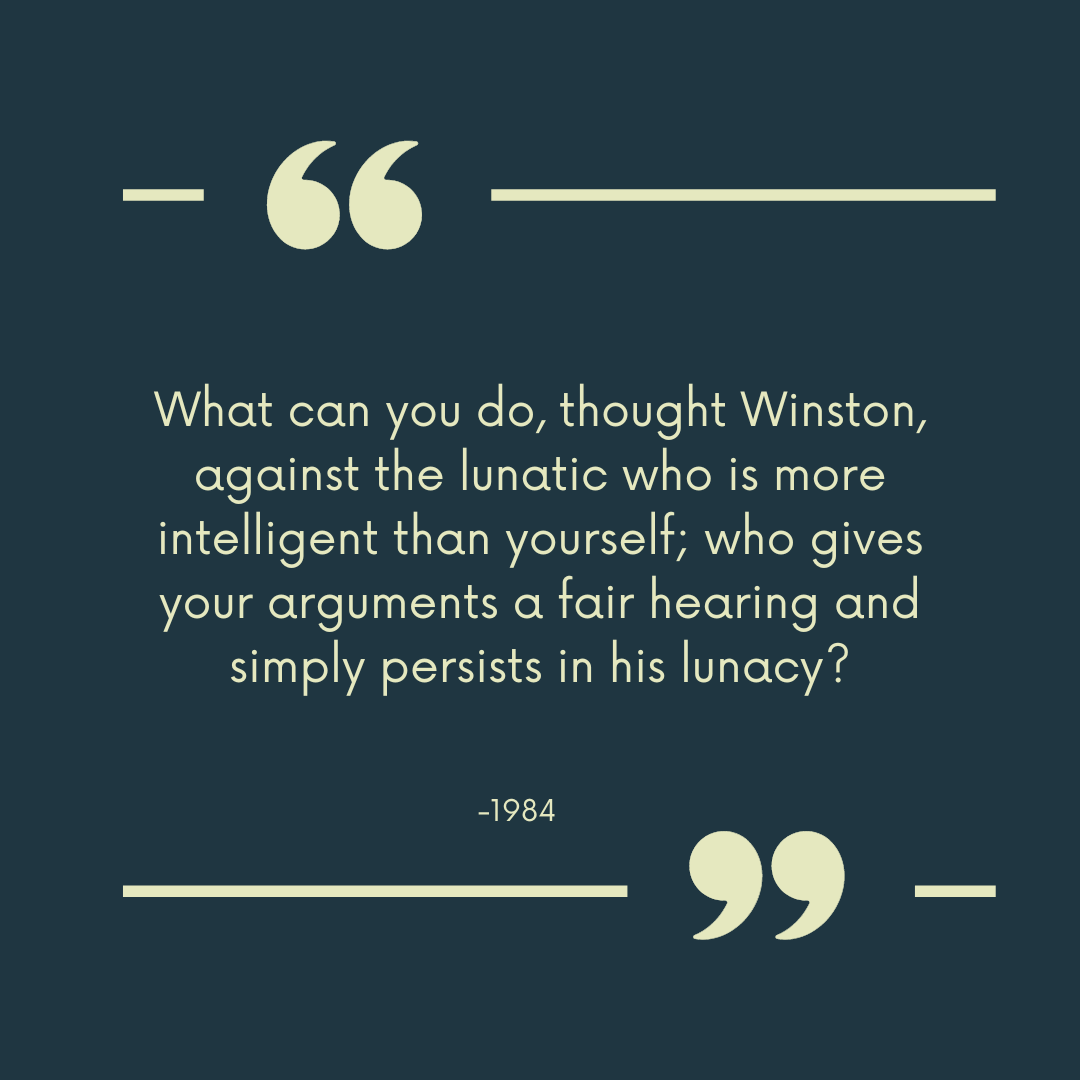 “
What can you do, thought Winston,
against the lunatic who is more
intelligent than yourself; who gives
your arguments a fair hearing and
simply persists in his lunacy?
-1984
”